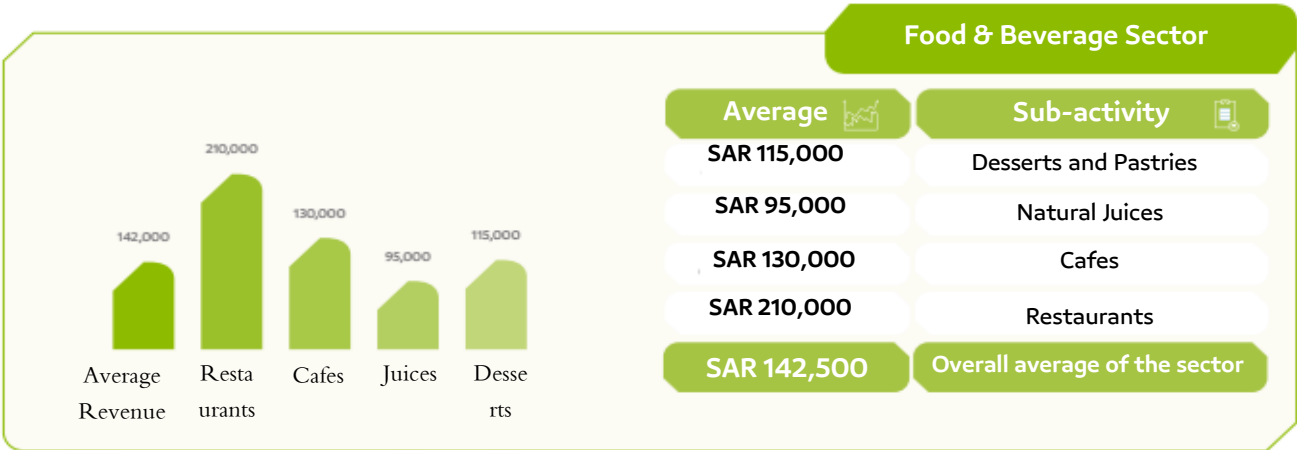 Food & Beverage Sector
Average Sub-activity
SAR 115,000 Desserts and Pastries
SAR 95,000 Natural Juices
SAR 130,000 Cafes
SAR 210,000 Restaurants
SAR 142,500 Overall average of the sector
210,000
142,000
130,000
95,000
115,000
Average
Revenue
Resta
urants
Cafes
Juices
Desse
rts